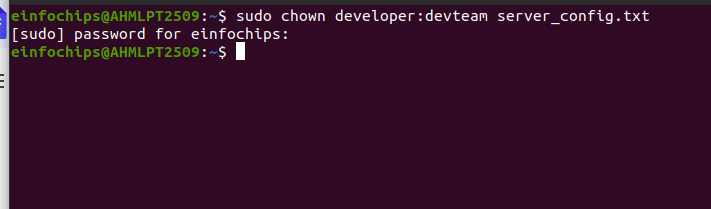 einfochips@AHMLPT2509:~$ sudo chown developer:devteam server_config.txt
[sudo] password for einfochips:
einfochips@AHMLPT2509:~$